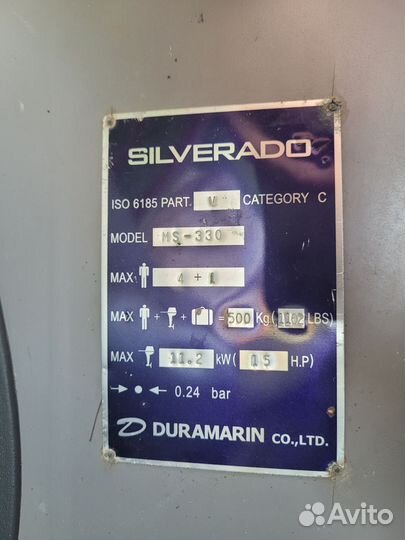 SILVERADO
ISO 6185 PART. V CATEGORY C
MODEL MS-330
MAX 4 + 1
MAX + + = 500 Kg( 1102 LBS)
MAX 11.2 kW( 15 H.P)
0.24 bar
D DURAMARIN CO.,LTD.
Avito